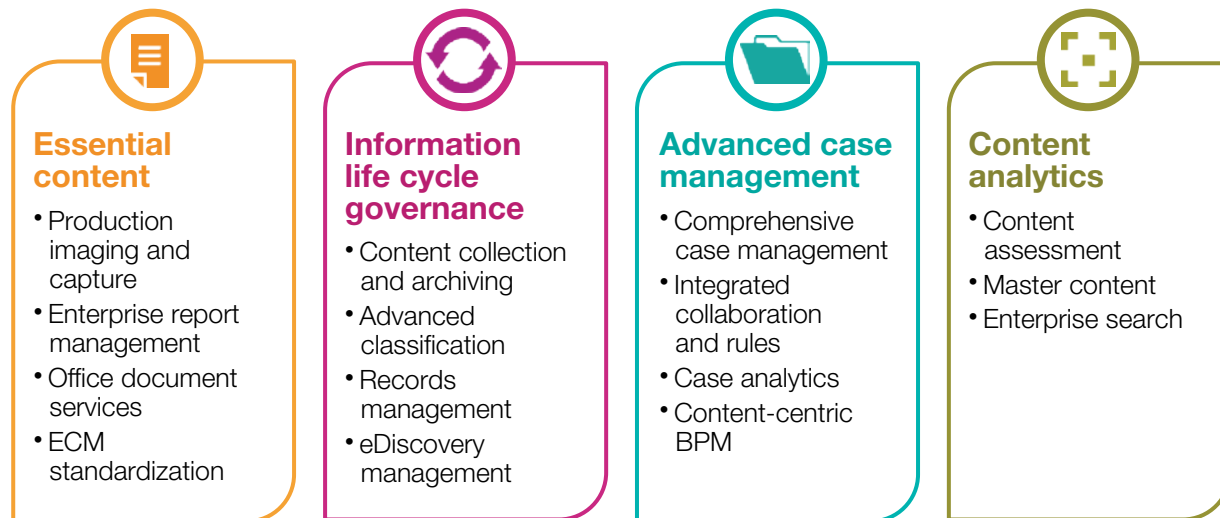 Essential
content
• Production
imaging and
capture
• Enterprise report
management
• Office document
services
• ECM
standardization
Information
life cycle
governance
• Content collection
and archiving
• Advanced
classification
• Records
management
• eDiscovery
management
Advanced case
management
• Comprehensive
case management
• Integrated
collaboration
and rules
• Case analytics
• Content-centric
BPM
Content
analytics
• Content
assessment
• Master content
• Enterprise search